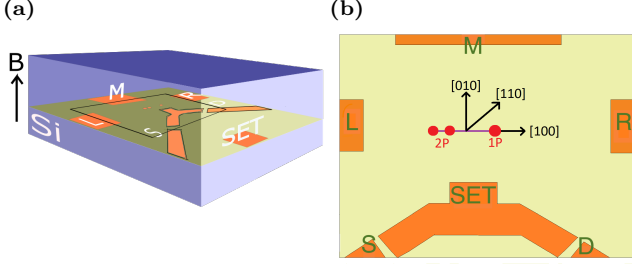 (a)
(b)
B
M
R
L
S
SET
Si
M
[010]
[110]
L
R
[100]
2P
1P
SET
S
D